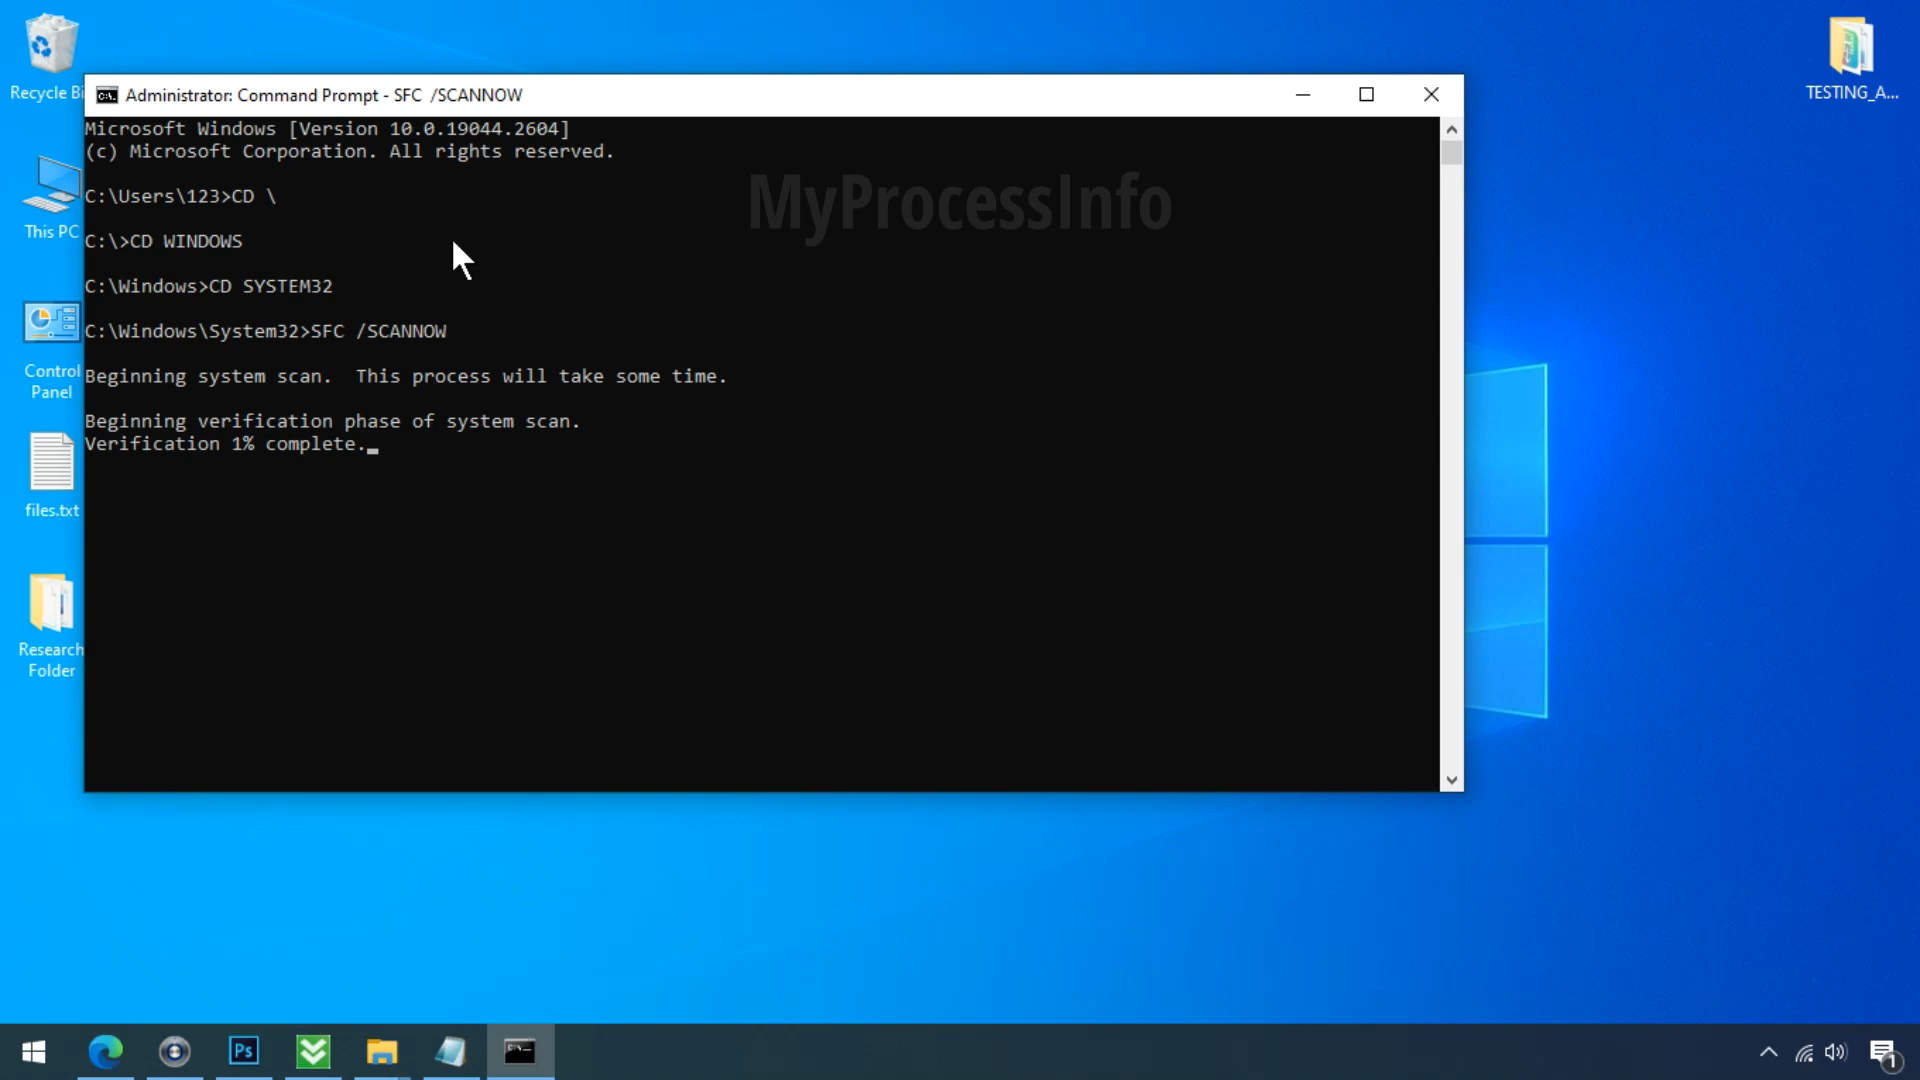 Recycle Bi
TESTING_A...
Administrator: Command Prompt - SFC  /SCANNOW
Microsoft Windows [Version 10.0.19044.2604]
(c) Microsoft Corporation. All rights reserved.
MyProcessInfo
C:\Users\123>CD \
This PC
C:\>CD WINDOWS
C:\Windows>CD SYSTEM32
C:\Windows\System32>SFC /SCANNOW
Control
Panel
Beginning system scan.  This process will take some time.
Beginning verification phase of system scan.
Verification 1% complete.
files.txt
Research
Folder
Ps
1